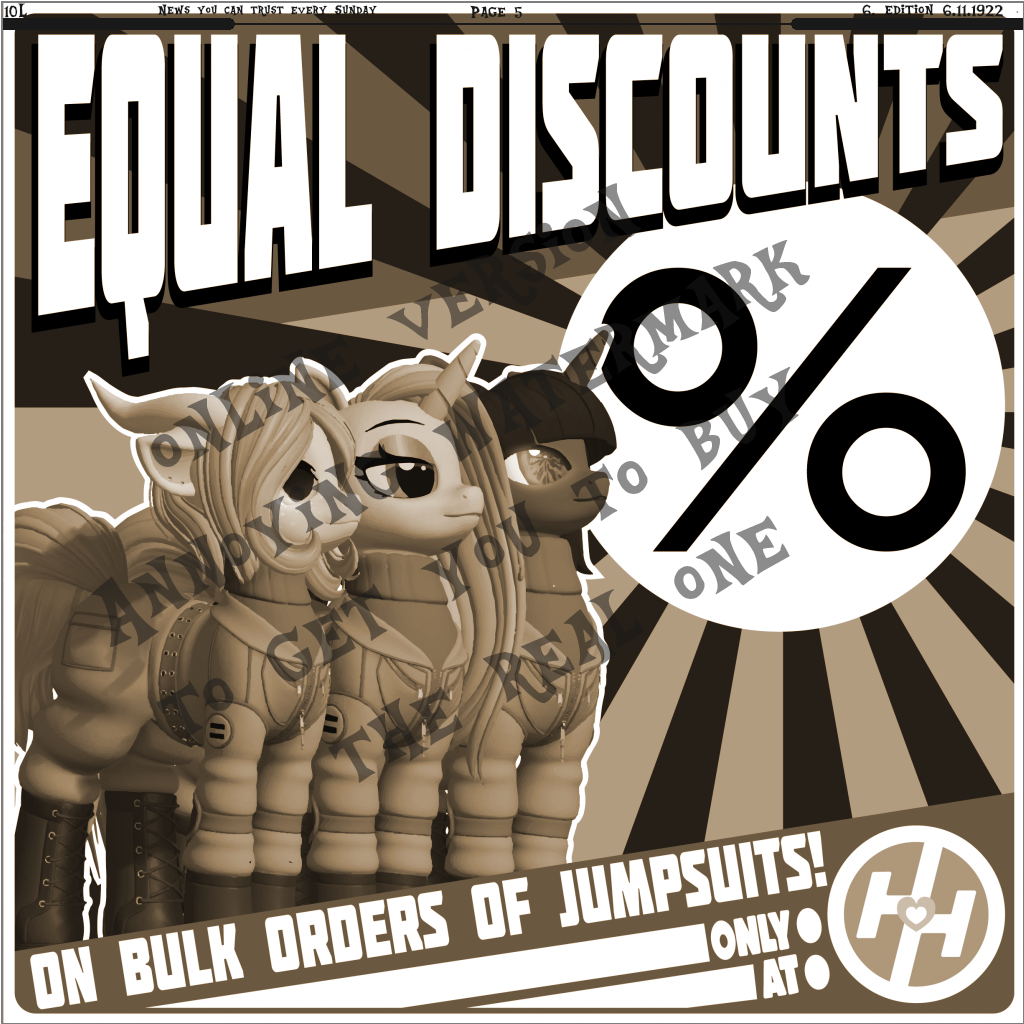 10L News you can trust every Sunday PAGE 5 6. Edition 6.11.1922
EQUAL DISCOUNTS
%
ONLINE VERSION
ANNOYING WATERMARK
TO GET YOU TO BUY
THE REAL ONE
ON BULK ORDERS OF JUMPSUITS!
ONLY
AT
HH